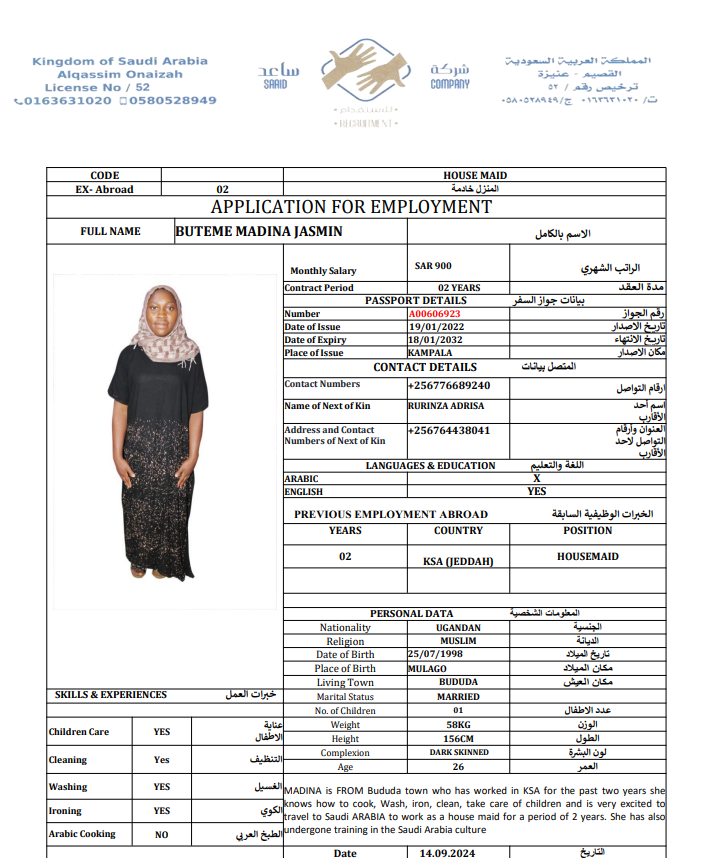 Kingdom of Saudi Arabia
Alqassim Onaizah
License No / 52
0163631020 0580528949
ساعد
SAAID
شركة
COMPANY
للاستقدام
• RECRUITMENT •
المملكة العربية السعودية
القصيم - عنيزة
ترخيص رقم / ٥٢
ت/ ٠١٦٣٦٣١٠٢٠ ج/ ٠٥٨٠٥٢٨٩٤٩
CODE HOUSE MAID
EX- Abroad 02 المنزل خادمة
APPLICATION FOR EMPLOYMENT
FULL NAME BUTEME MADINA JASMIN الاسم بالكامل
Monthly Salary SAR 900 الراتب الشهري
Contract Period 02 YEARS مدة العقد
PASSPORT DETAILS بيانات جواز السفر
Number A00606923 رقم الجواز
Date of Issue 19/01/2022 تاريخ الاصدار
Date of Expiry 18/01/2032 تاريخ الانتهاء
Place of Issue KAMPALA مكان الاصدار
CONTACT DETAILS المتصل بيانات
Contact Numbers +256776689240 ارقام التواصل
Name of Next of Kin RURINZA ADRISA اسم أحد
الأقارب
Address and Contact +256764438041 العنوان وأرقام
Numbers of Next of Kin التواصل لاحد
الأقارب
LANGUAGES & EDUCATION اللغة والتعليم
ARABIC X
ENGLISH YES
PREVIOUS EMPLOYMENT ABROAD الخبرات الوظيفية السابقة
YEARS COUNTRY POSITION
02 KSA (JEDDAH) HOUSEMAID
PERSONAL DATA المعلومات الشخصية
Nationality UGANDAN الجنسية
Religion MUSLIM الديانة
Date of Birth 25/07/1998 تاريخ الميلاد
Place of Birth MULAGO مكان الميلاد
Living Town BUDUDA مكان العيش
Marital Status MARRIED
No. of Children 01 عدد الاطفال
Weight 58KG الوزن
Height 156CM الطول
Complexion DARK SKINNED لون البشرة
Age 26 العمر
SKILLS & EXPERIENCES خبرات العمل
Children Care YES عناية
الاطفال
Cleaning Yes التنظيف
Washing YES الغسيل
Ironing YES الكوي
Arabic Cooking NO الطبخ العربي
MADINA is FROM Bududa town who has worked in KSA for the past two years she
knows how to cook, Wash, iron, clean, take care of children and is very excited to
travel to Saudi ARABIA to work as a house maid for a period of 2 years. She has also
undergone training in the Saudi Arabia culture
Date 14.09.2024 التاريخ